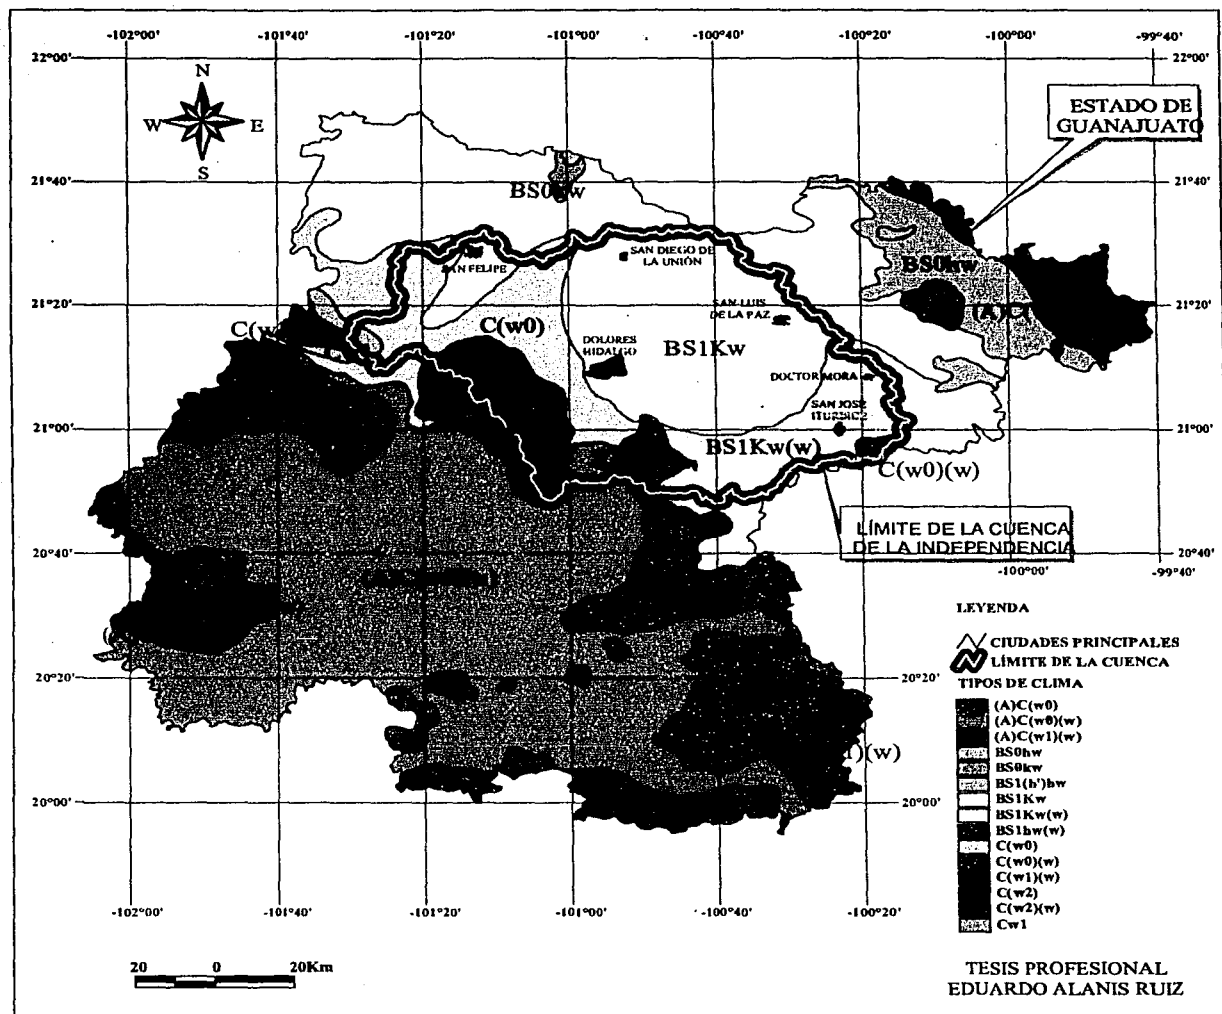 -102°00' -101°40' -101°20' -101°00' -100°40' -100°20' -100°00' -99°40'
22°00' 22°00'
N
W E
S
ESTADO DE
GUANAJUATO
21°40' 21°40'
BS0kw
SAN DIEGO DE
LA UNIÓN
SAN FELIPE
BS0hw
21°20' 21°20'
SAN LUIS
DE LA PAZ
(A)C(
C(w
C(w0)
DOLORES
HIDALGO
BS1Kw
DOCTOR MORA
SAN JOSÉ
ITURBIDE
21°00' 21°00'
BS1Kw(w)
C(w0)(w)
LÍMITE DE LA CUENCA
DE LA INDEPENDENCIA
20°40' 20°40'
-100°00' -99°40'
LEYENDA
CIUDADES PRINCIPALES
LÍMITE DE LA CUENCA
TIPOS DE CLIMA
(A)C(w0)
(A)C(w0)(w)
(A)C(w1)(w)
BS0hw
BS0kw
BS1(h')hw
BS1Kw
BS1Kw(w)
BS1hw(w)
C(w0)
C(w0)(w)
C(w1)(w)
C(w2)
C(w2)(w)
Cw1
20°20' 20°20'
)(w)
20°00' 20°00'
-102°00' -101°40' -101°20' -101°00' -100°40' -100°20'
20 0 20Km
TESIS PROFESIONAL
EDUARDO ALANIS RUIZ